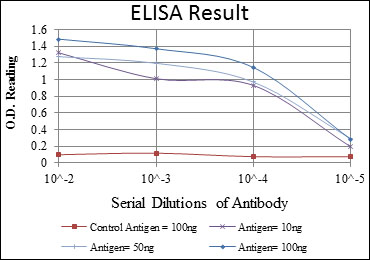 ELISA Result
O.D. Reading
1.6
1.4
1.2
1
0.8
0.6
0.4
0.2
0
10^-2 10^-3 10^-4 10^-5
Serial Dilutions of Antibody
Control Antigen = 100ng Antigen= 10ng
Antigen= 50ng Antigen= 100ng